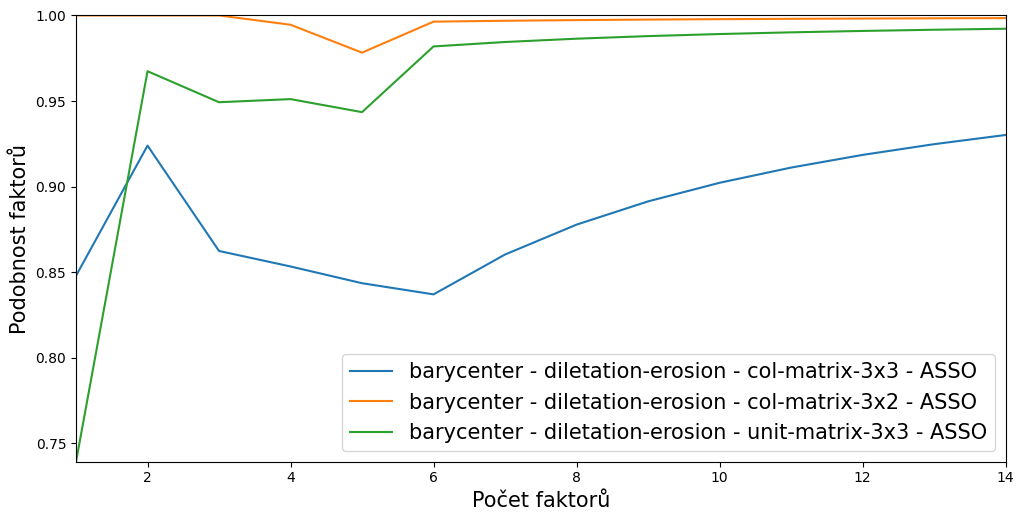 1.00
0.95
0.90
0.85
0.80
0.75
Podobnost faktorů
barycenter - diletation-erosion - col-matrix-3x3 - ASSO
barycenter - diletation-erosion - col-matrix-3x2 - ASSO
barycenter - diletation-erosion - unit-matrix-3x3 - ASSO
2 4 6 8 10 12 14
Počet faktorů